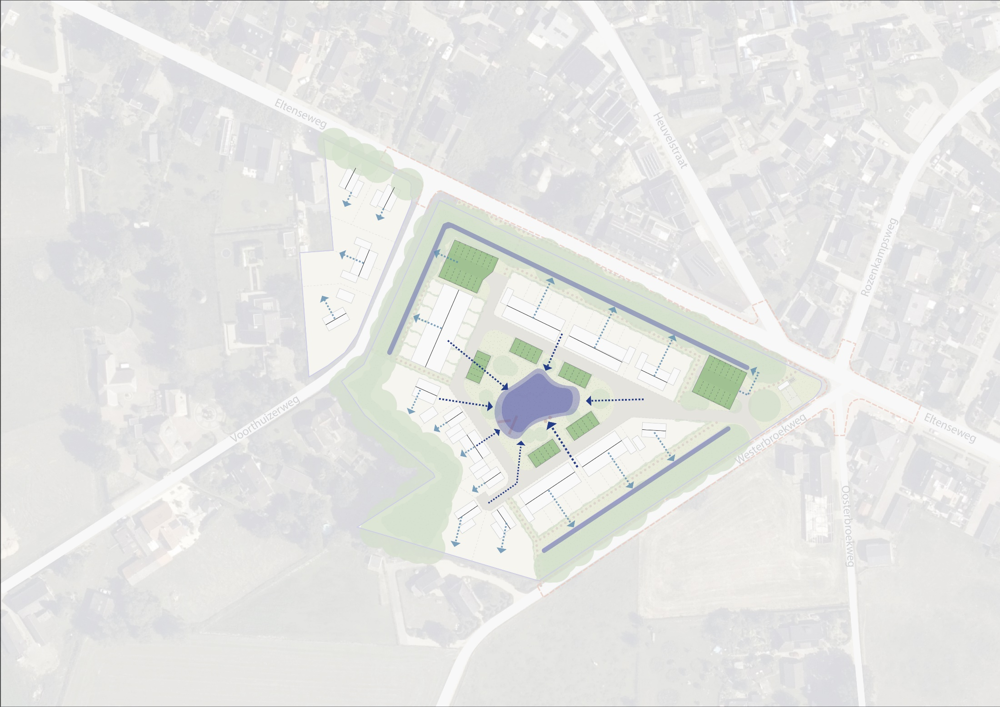 Eltenseweg
Heuvelstraat
Rozenkampsweg
Voorthuizerweg
Westerbroekweg
Eltenseweg
Oosterbroekweg